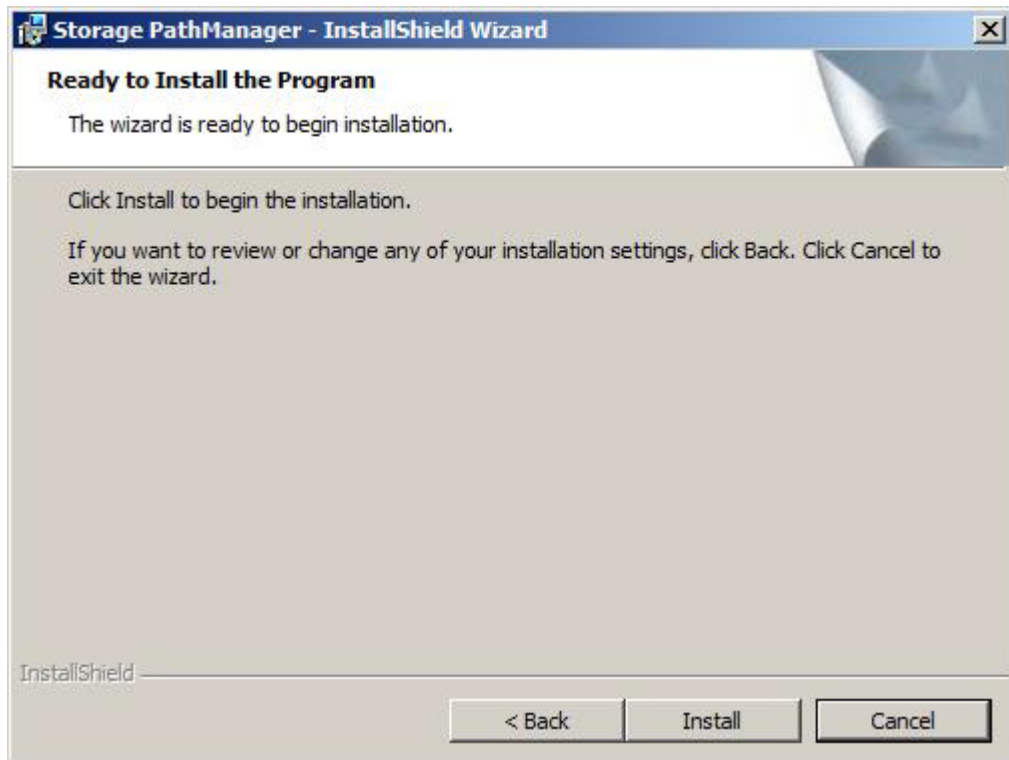 Storage PathManager - InstallShield Wizard
Ready to Install the Program
The wizard is ready to begin installation.
Click Install to begin the installation.
If you want to review or change any of your installation settings, click Back. Click Cancel to
exit the wizard.
InstallShield
< Back
Install
Cancel